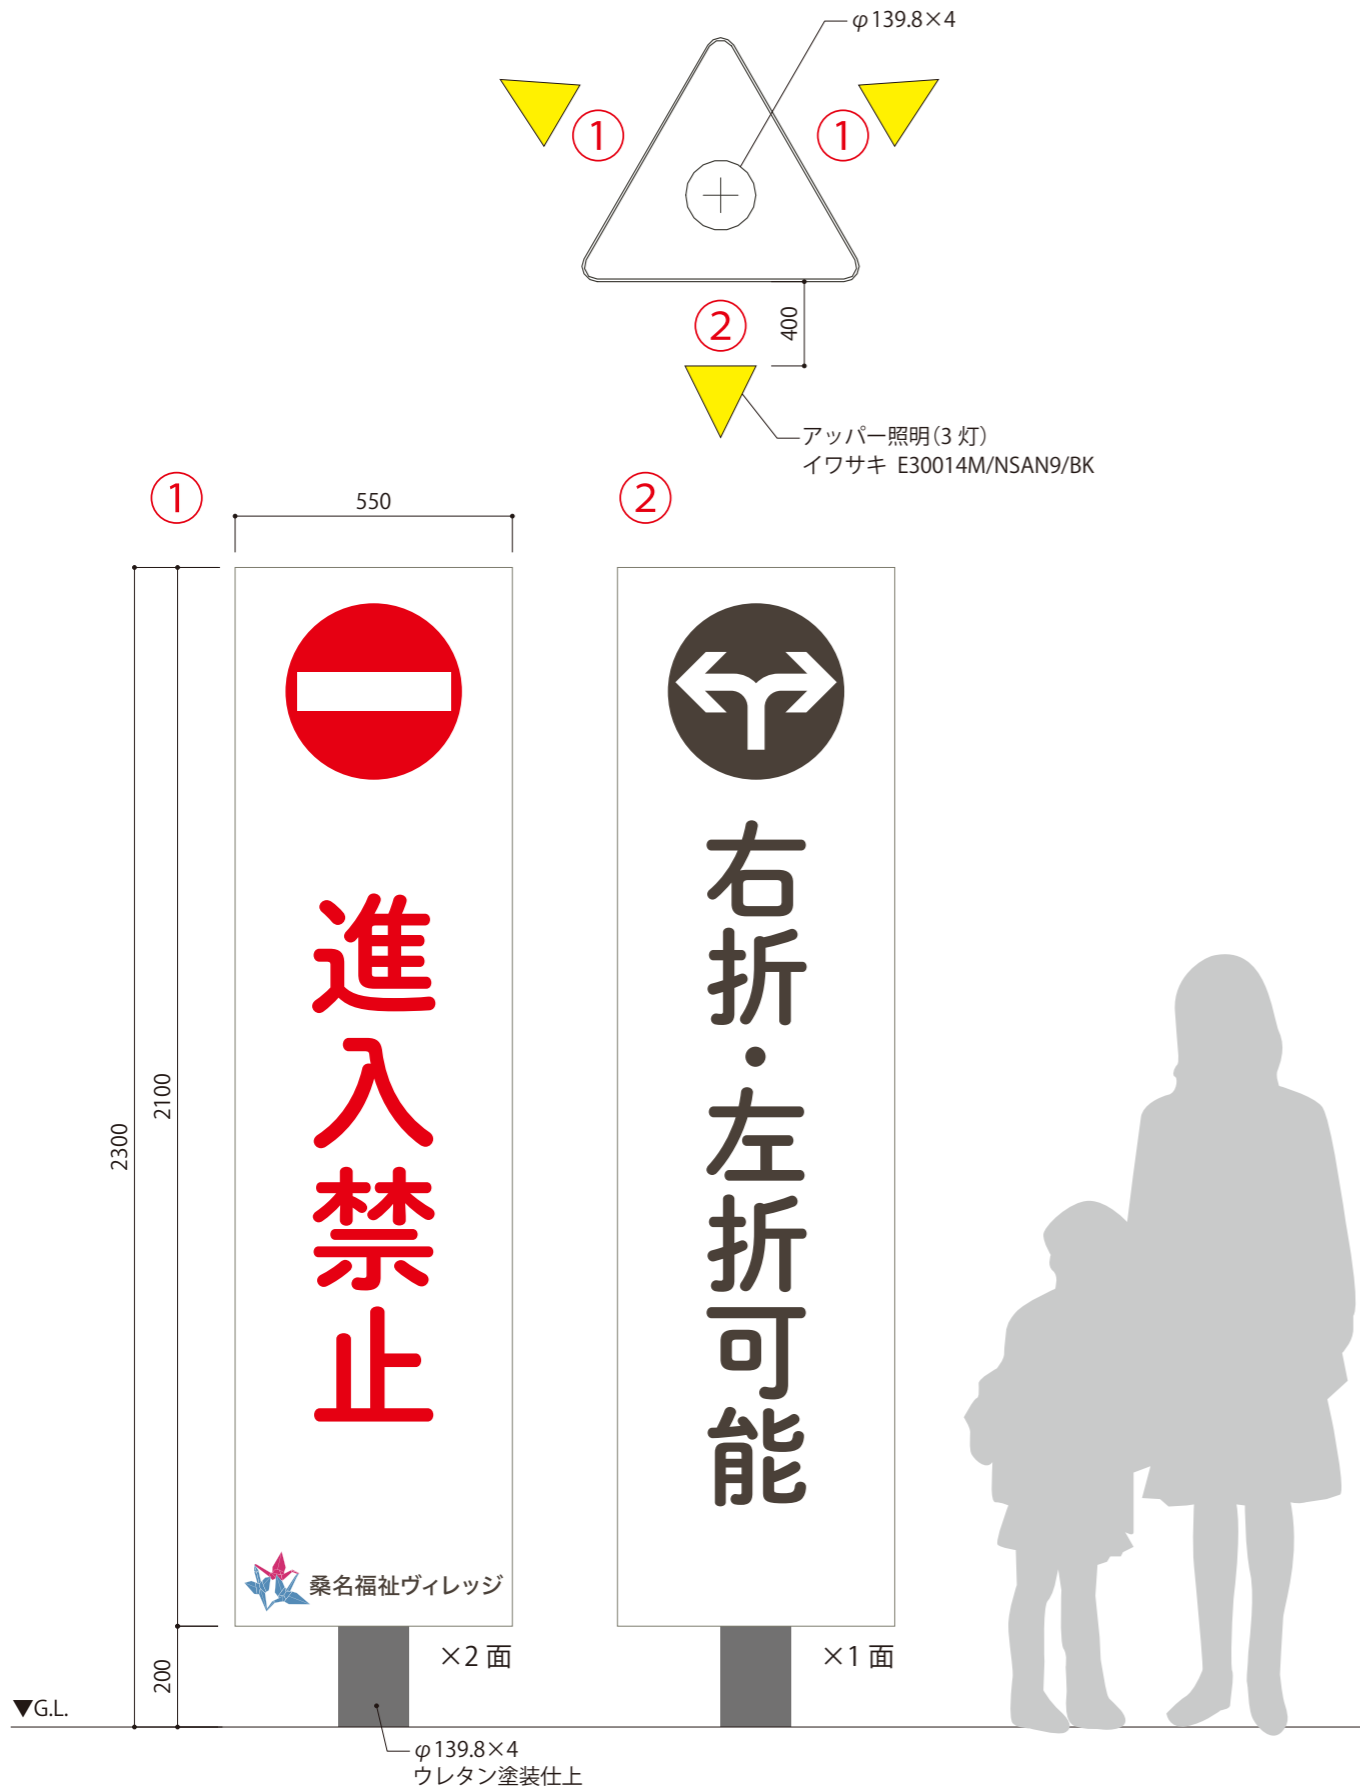 φ139.8×4
①
①
②
400
アッパー照明(3 灯)
イワサキ E30014M/NSAN9/BK
①
550
②
2300
2100
200
進入禁止
桑名福祉ヴィレッジ
×2 面
右折・左折可能
×1 面
▼G.L.
φ139.8×4
ウレタン塗装仕上